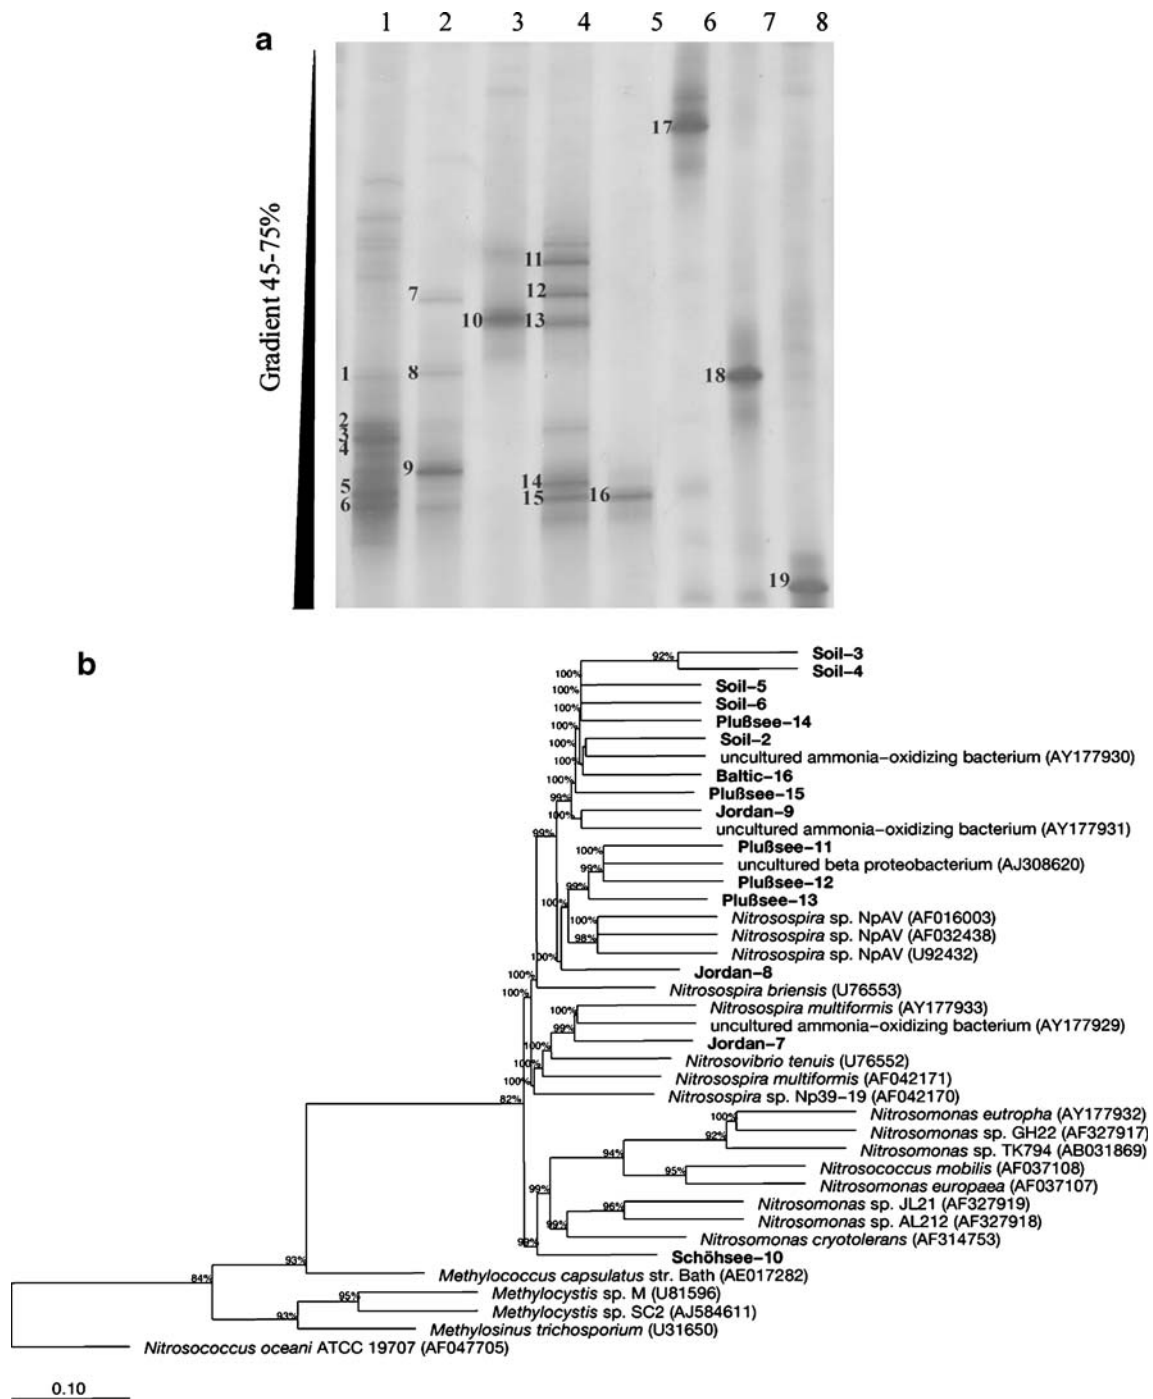 a
1 2 3 4 5 6 7 8
Gradient 45-75%
17
11
7
12
10
13
1
8
18
2
3
4
9
5
14
6
15
16
19
b
92%
Soil-3
Soil-4
100%
100%
Soil-5
100%
Soil-6
100%
Plußsee-14
100%
Soil-2
100%
uncultured ammonia-oxidizing bacterium (AY177930)
Baltic-16
100%
Plußsee-15
99%
Jordan-9
100%
uncultured ammonia-oxidizing bacterium (AY177931)
99%
100%
Plußsee-11
uncultured beta proteobacterium (AJ308620)
99%
Plußsee-12
99%
Plußsee-13
100%
100%
Nitrosospira sp. NpAV (AF016003)
98%
Nitrosospira sp. NpAV (AF032438)
Nitrosospira sp. NpAV (U92432)
100%
Jordan-8
100%
Nitrosospira briensis (U76553)
100%
100%
Nitrosospira multiformis (AY177933)
99%
uncultured ammonia-oxidizing bacterium (AY177929)
Jordan-7
100%
Nitrosovibrio tenuis (U76552)
100%
Nitrosospira multiformis (AF042171)
100%
Nitrosospira sp. Np39-19 (AF042170)
82%
100%
Nitrosomonas eutropha (AY177932)
92%
Nitrosomonas sp. GH22 (AF327917)
Nitrosomonas sp. TK794 (AB031869)
94%
95%
Nitrosococcus mobilis (AF037108)
Nitrosomonas europaea (AF037107)
99%
96%
Nitrosomonas sp. JL21 (AF327919)
Nitrosomonas sp. AL212 (AF327918)
99%
Nitrosomonas cryotolerans (AF314753)
99%
Schöhsee-10
93%
Methylococcus capsulatus str. Bath (AE017282)
84%
95%
Methylocystis sp. M (U81596)
Methylocystis sp. SC2 (AJ584611)
93%
Methylosinus trichosporium (U31650)
Nitrosococcus oceani ATCC 19707 (AF047705)
0.10